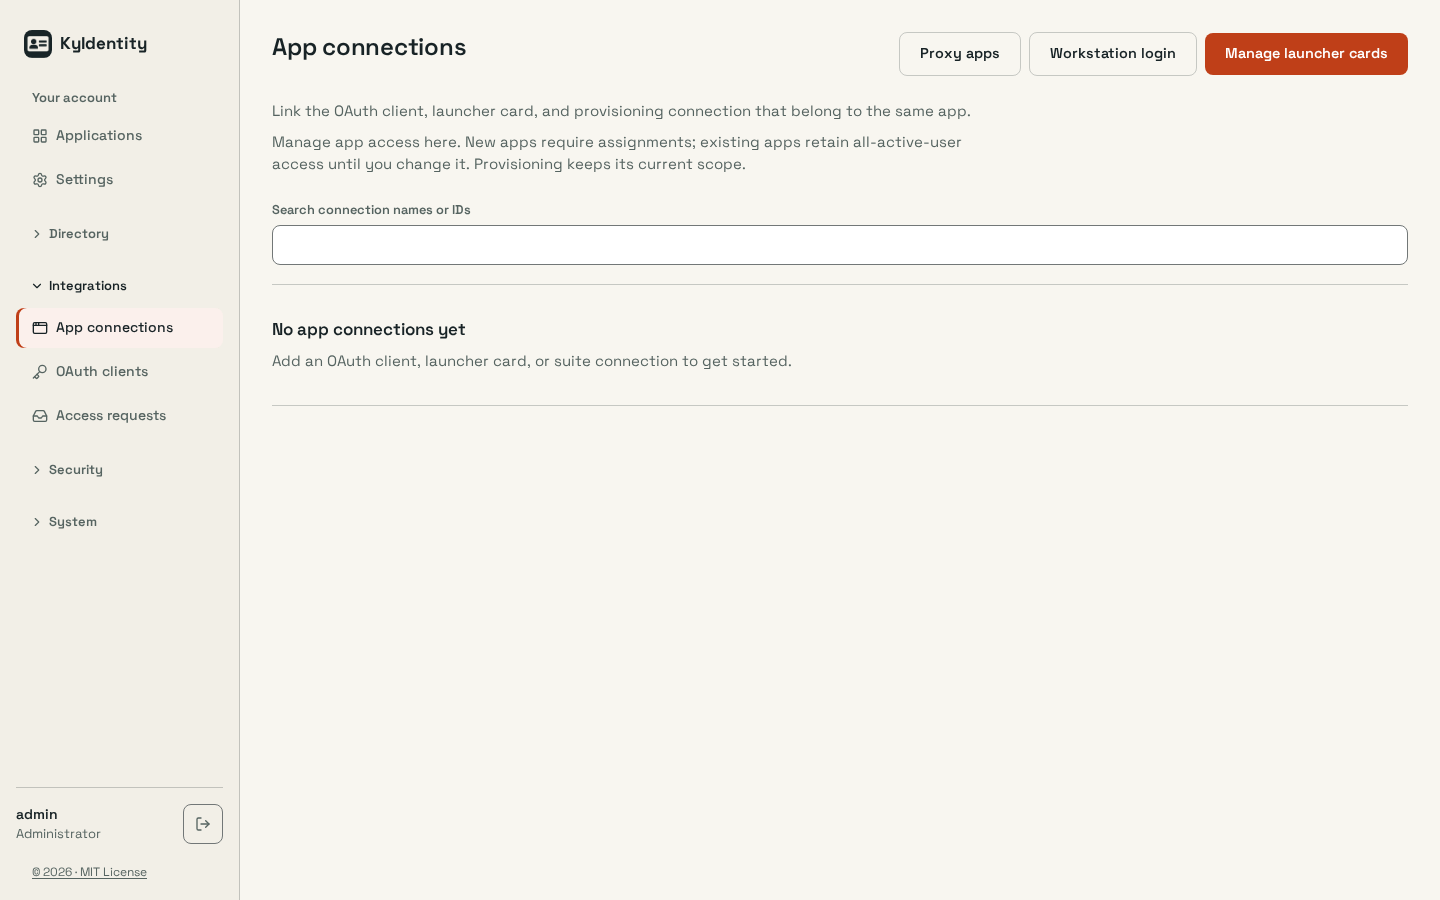 KyIdentity
Your account
Applications
Settings
Directory
Integrations
App connections
OAuth clients
Access requests
Security
System
admin
Administrator
© 2026 · MIT License
App connections
Proxy apps
Workstation login
Manage launcher cards
Link the OAuth client, launcher card, and provisioning connection that belong to the same app.
Manage app access here. New apps require assignments; existing apps retain all-active-user
access until you change it. Provisioning keeps its current scope.
Search connection names or IDs
No app connections yet
Add an OAuth client, launcher card, or suite connection to get started.